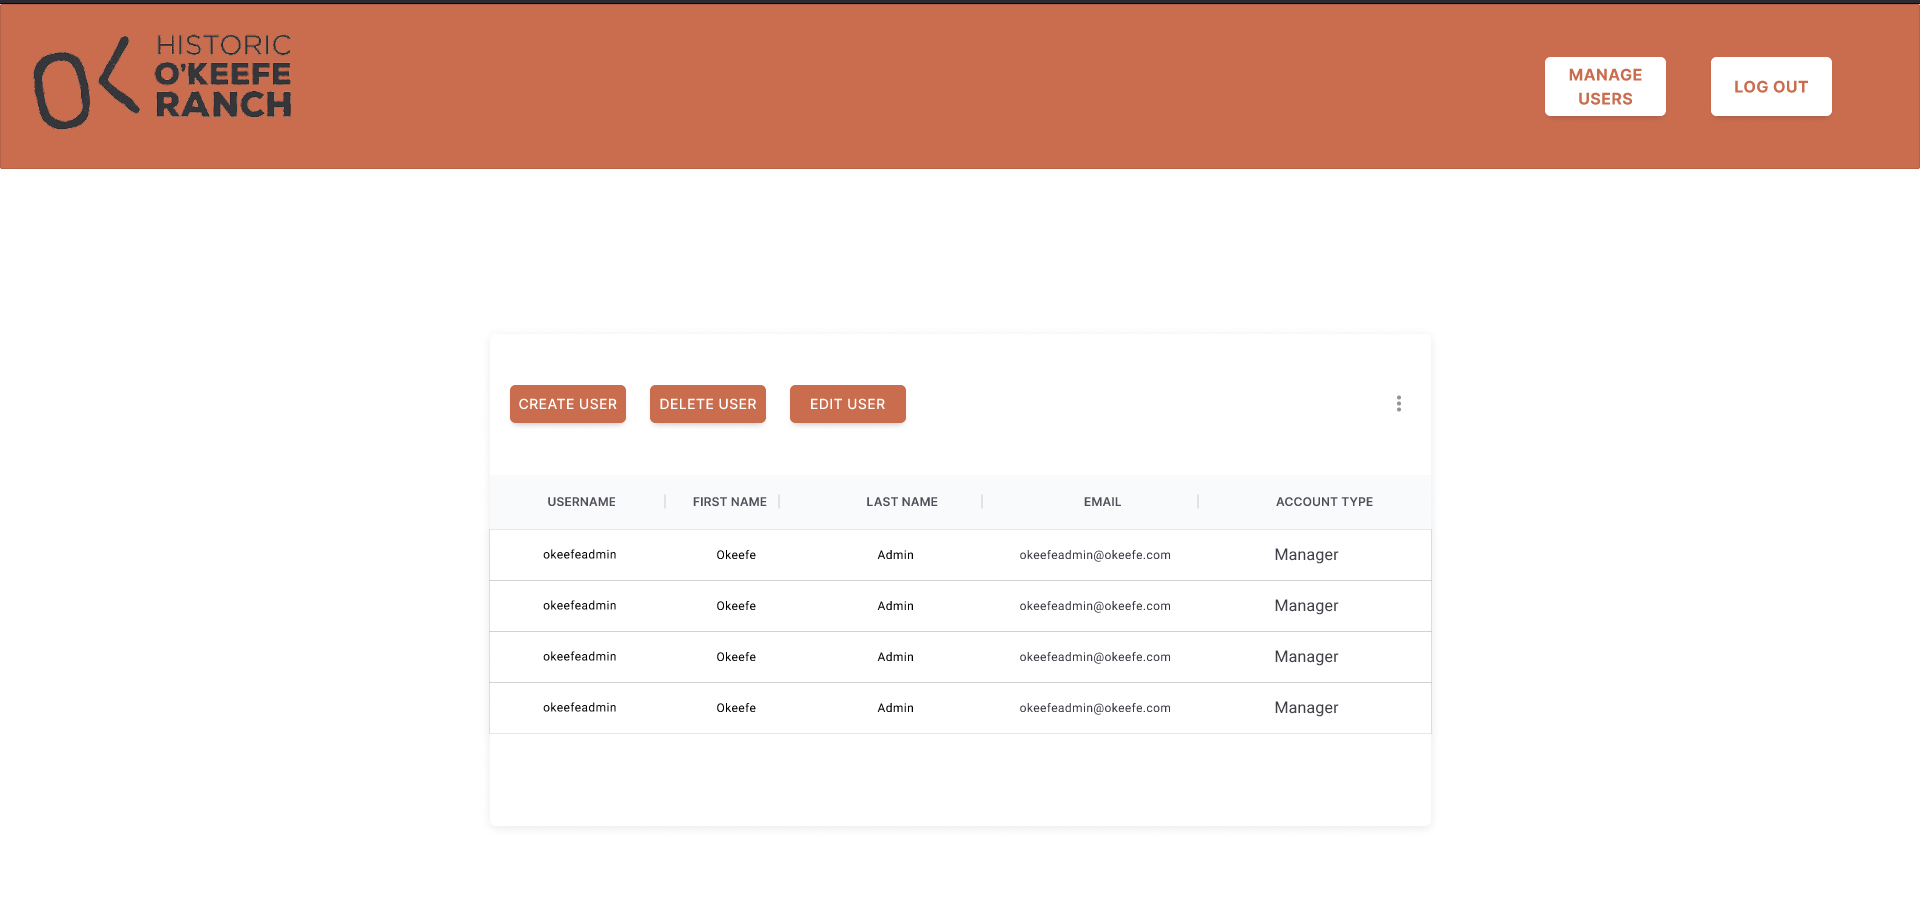 HISTORIC
O'KEEFE
RANCH
MANAGE
USERS
LOG OUT
CREATE USER DELETE USER EDIT USER
USERNAME FIRST NAME LAST NAME EMAIL ACCOUNT TYPE
okeefeadmin Okeefe Admin okeefeadmin@okeefe.com Manager
okeefeadmin Okeefe Admin okeefeadmin@okeefe.com Manager
okeefeadmin Okeefe Admin okeefeadmin@okeefe.com Manager
okeefeadmin Okeefe Admin okeefeadmin@okeefe.com Manager